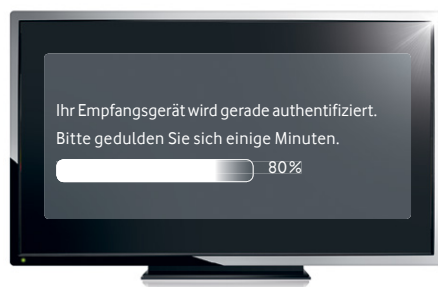 Ihr Empfangsgerät wird gerade authentifiziert.
Bitte gedulden Sie sich einige Minuten.
80%